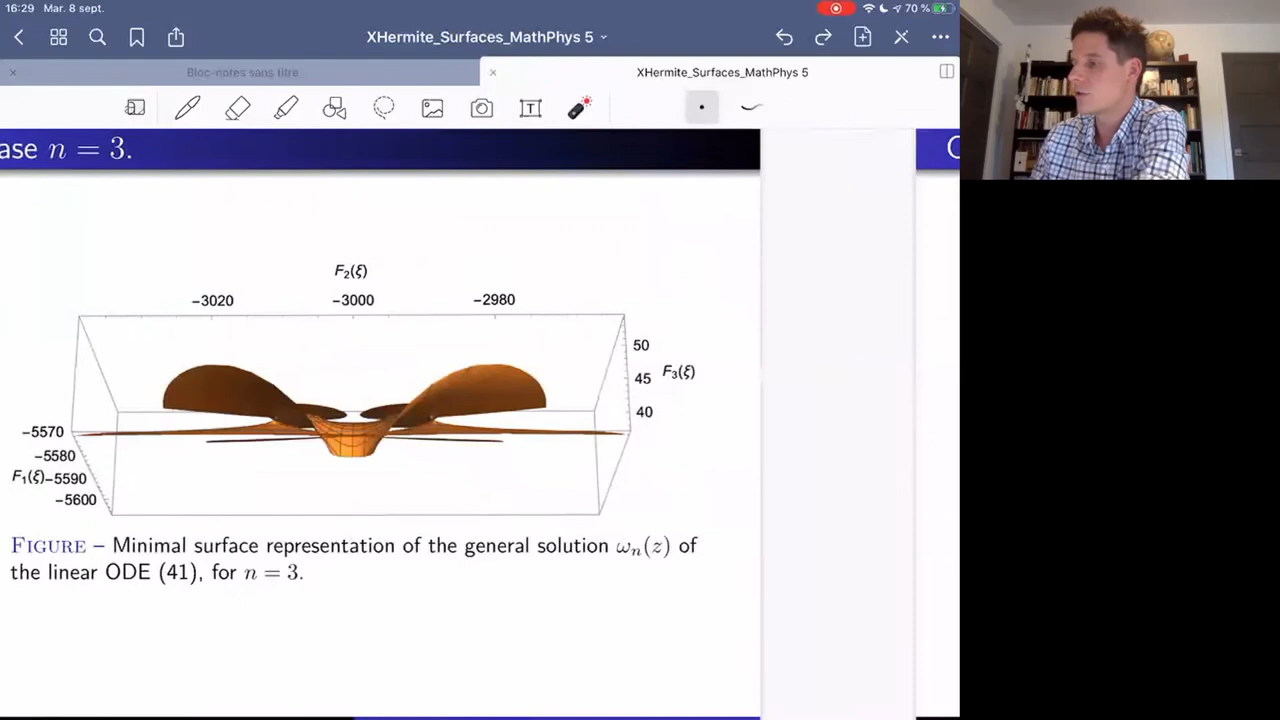 16:29 Mar. 8 sept.
70 %
XHermite_Surfaces_MathPhys 5
Bloc-notes sans titre
XHermite_Surfaces_MathPhys 5
T
ase n = 3.
C
F₂(ξ)
−3020 −3000 −2980
50
45 F₃(ξ)
40
−5570
−5580
F₁(ξ) −5590
−5600
FIGURE – Minimal surface representation of the general solution ωₙ(z) of
the linear ODE (41), for n = 3.